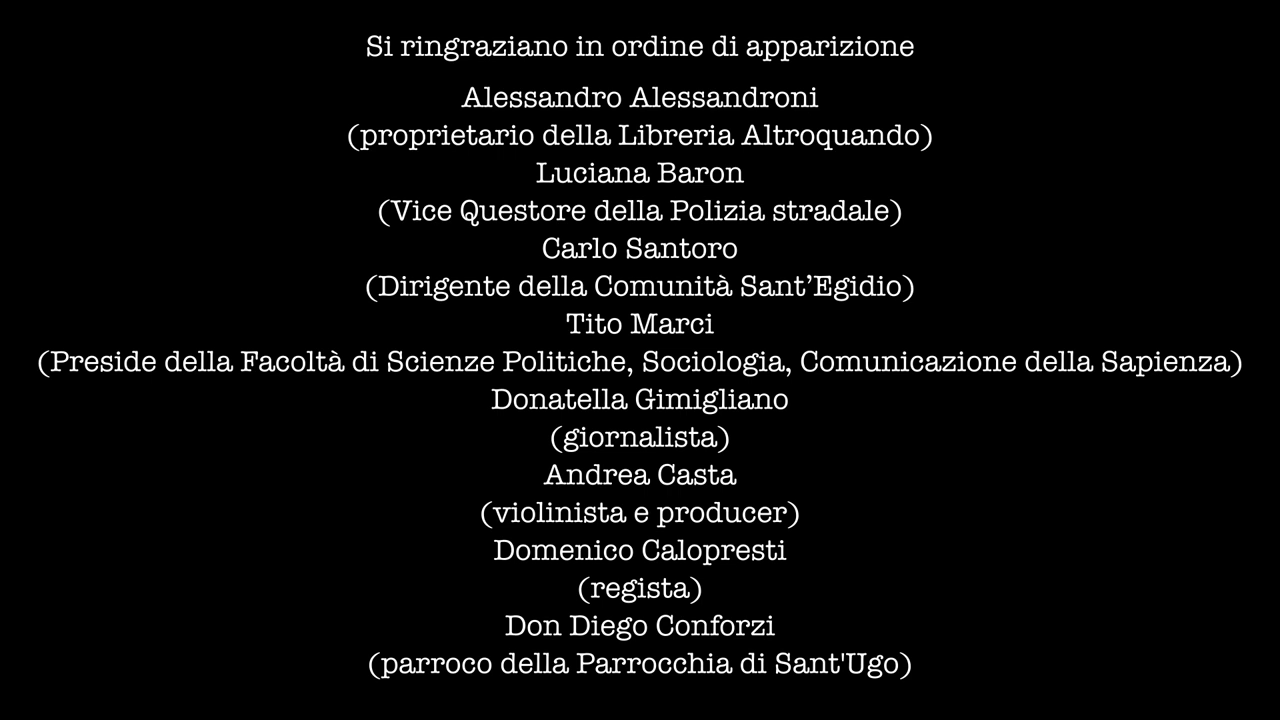 Si ringraziano in ordine di apparizione
Alessandro Alessandroni
(proprietario della Libreria Altroquando)
Luciana Baron
(Vice Questore della Polizia stradale)
Carlo Santoro
(Dirigente della Comunità Sant’Egidio)
Tito Marci
(Preside della Facoltà di Scienze Politiche, Sociologia, Comunicazione della Sapienza)
Donatella Gimigliano
(giornalista)
Andrea Casta
(violinista e producer)
Domenico Calopresti
(regista)
Don Diego Conforzi
(parroco della Parrocchia di Sant'Ugo)